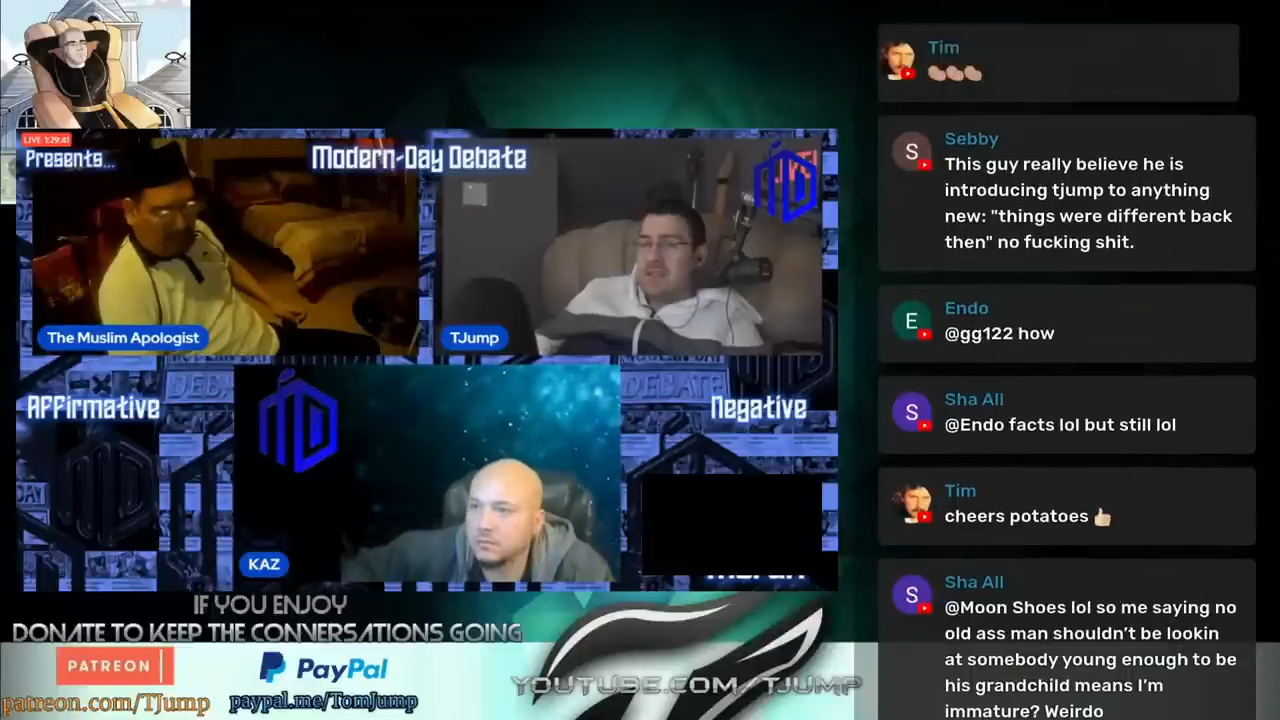 LIVE 1:29:41
Presents...
Modern-Day Debate
The Muslim Apologist
TJump
Affirmative
Negative
KAZ
IF YOU ENJOY
DONATE TO KEEP THE CONVERSATIONS GOING
PATREON
PayPal
patreon.com/TJump
paypal.me/TomJump
YOUTUBE.COM/TJUMP
Tim
🥔🥔🥔
Sebby
This guy really believe he is
introducing tjump to anything
new: "things were different back
then" no fucking shit.
Endo
@gg122 how
Sha All
@Endo facts lol but still lol
Tim
cheers potatoes 👍🏼
Sha All
@Moon Shoes lol so me saying no
old ass man shouldn't be lookin
at somebody young enough to be
his grandchild means I'm
immature? Weirdo